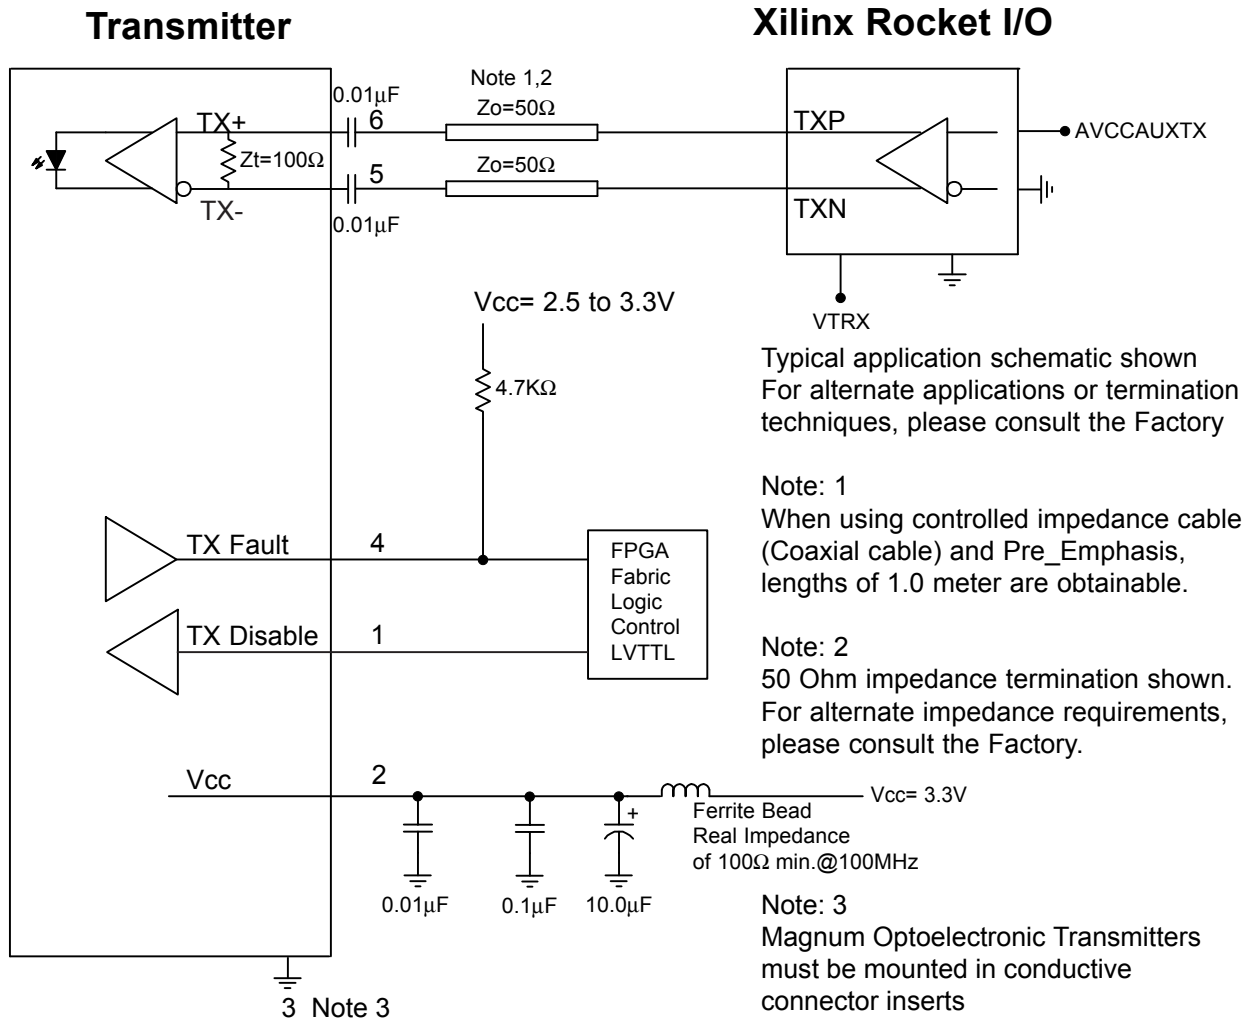 Transmitter
Xilinx Rocket I/O
0.01µF
6
Note 1,2
Zo=50Ω
TX+
TXP
AVCCAUXTX
Zt=100Ω
5
Zo=50Ω
TX-
0.01µF
TXN
VTRX
Vcc= 2.5 to 3.3V
4.7KΩ
Typical application schematic shown
For alternate applications or termination
techniques, please consult the Factory
Note: 1
When using controlled impedance cable
(Coaxial cable) and Pre_Emphasis,
lengths of 1.0 meter are obtainable.
TX Fault
4
FPGA
Fabric
Logic
Control
LVTTL
TX Disable
1
Note: 2
50 Ohm impedance termination shown.
For alternate impedance requirements,
please consult the Factory.
Vcc
2
Vcc= 3.3V
+
Ferrite Bead
Real Impedance
of 100Ω min.@100MHz
0.01µF
0.1µF
10.0µF
Note: 3
Magnum Optoelectronic Transmitters
must be mounted in conductive
connector inserts
3 Note 3